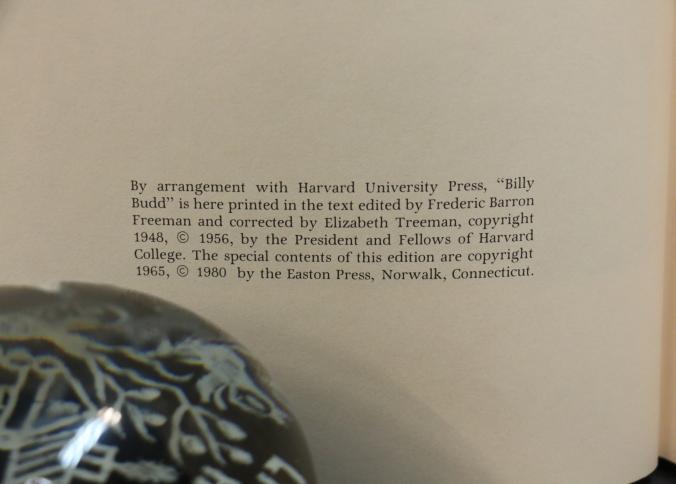 By arrangement with Harvard University Press, “Billy
Budd” is here printed in the text edited by Frederic Barron
Freeman and corrected by Elizabeth Treeman, copyright
1948, © 1956, by the President and Fellows of Harvard
College. The special contents of this edition are copyright
1965, © 1980 by the Easton Press, Norwalk, Connecticut.